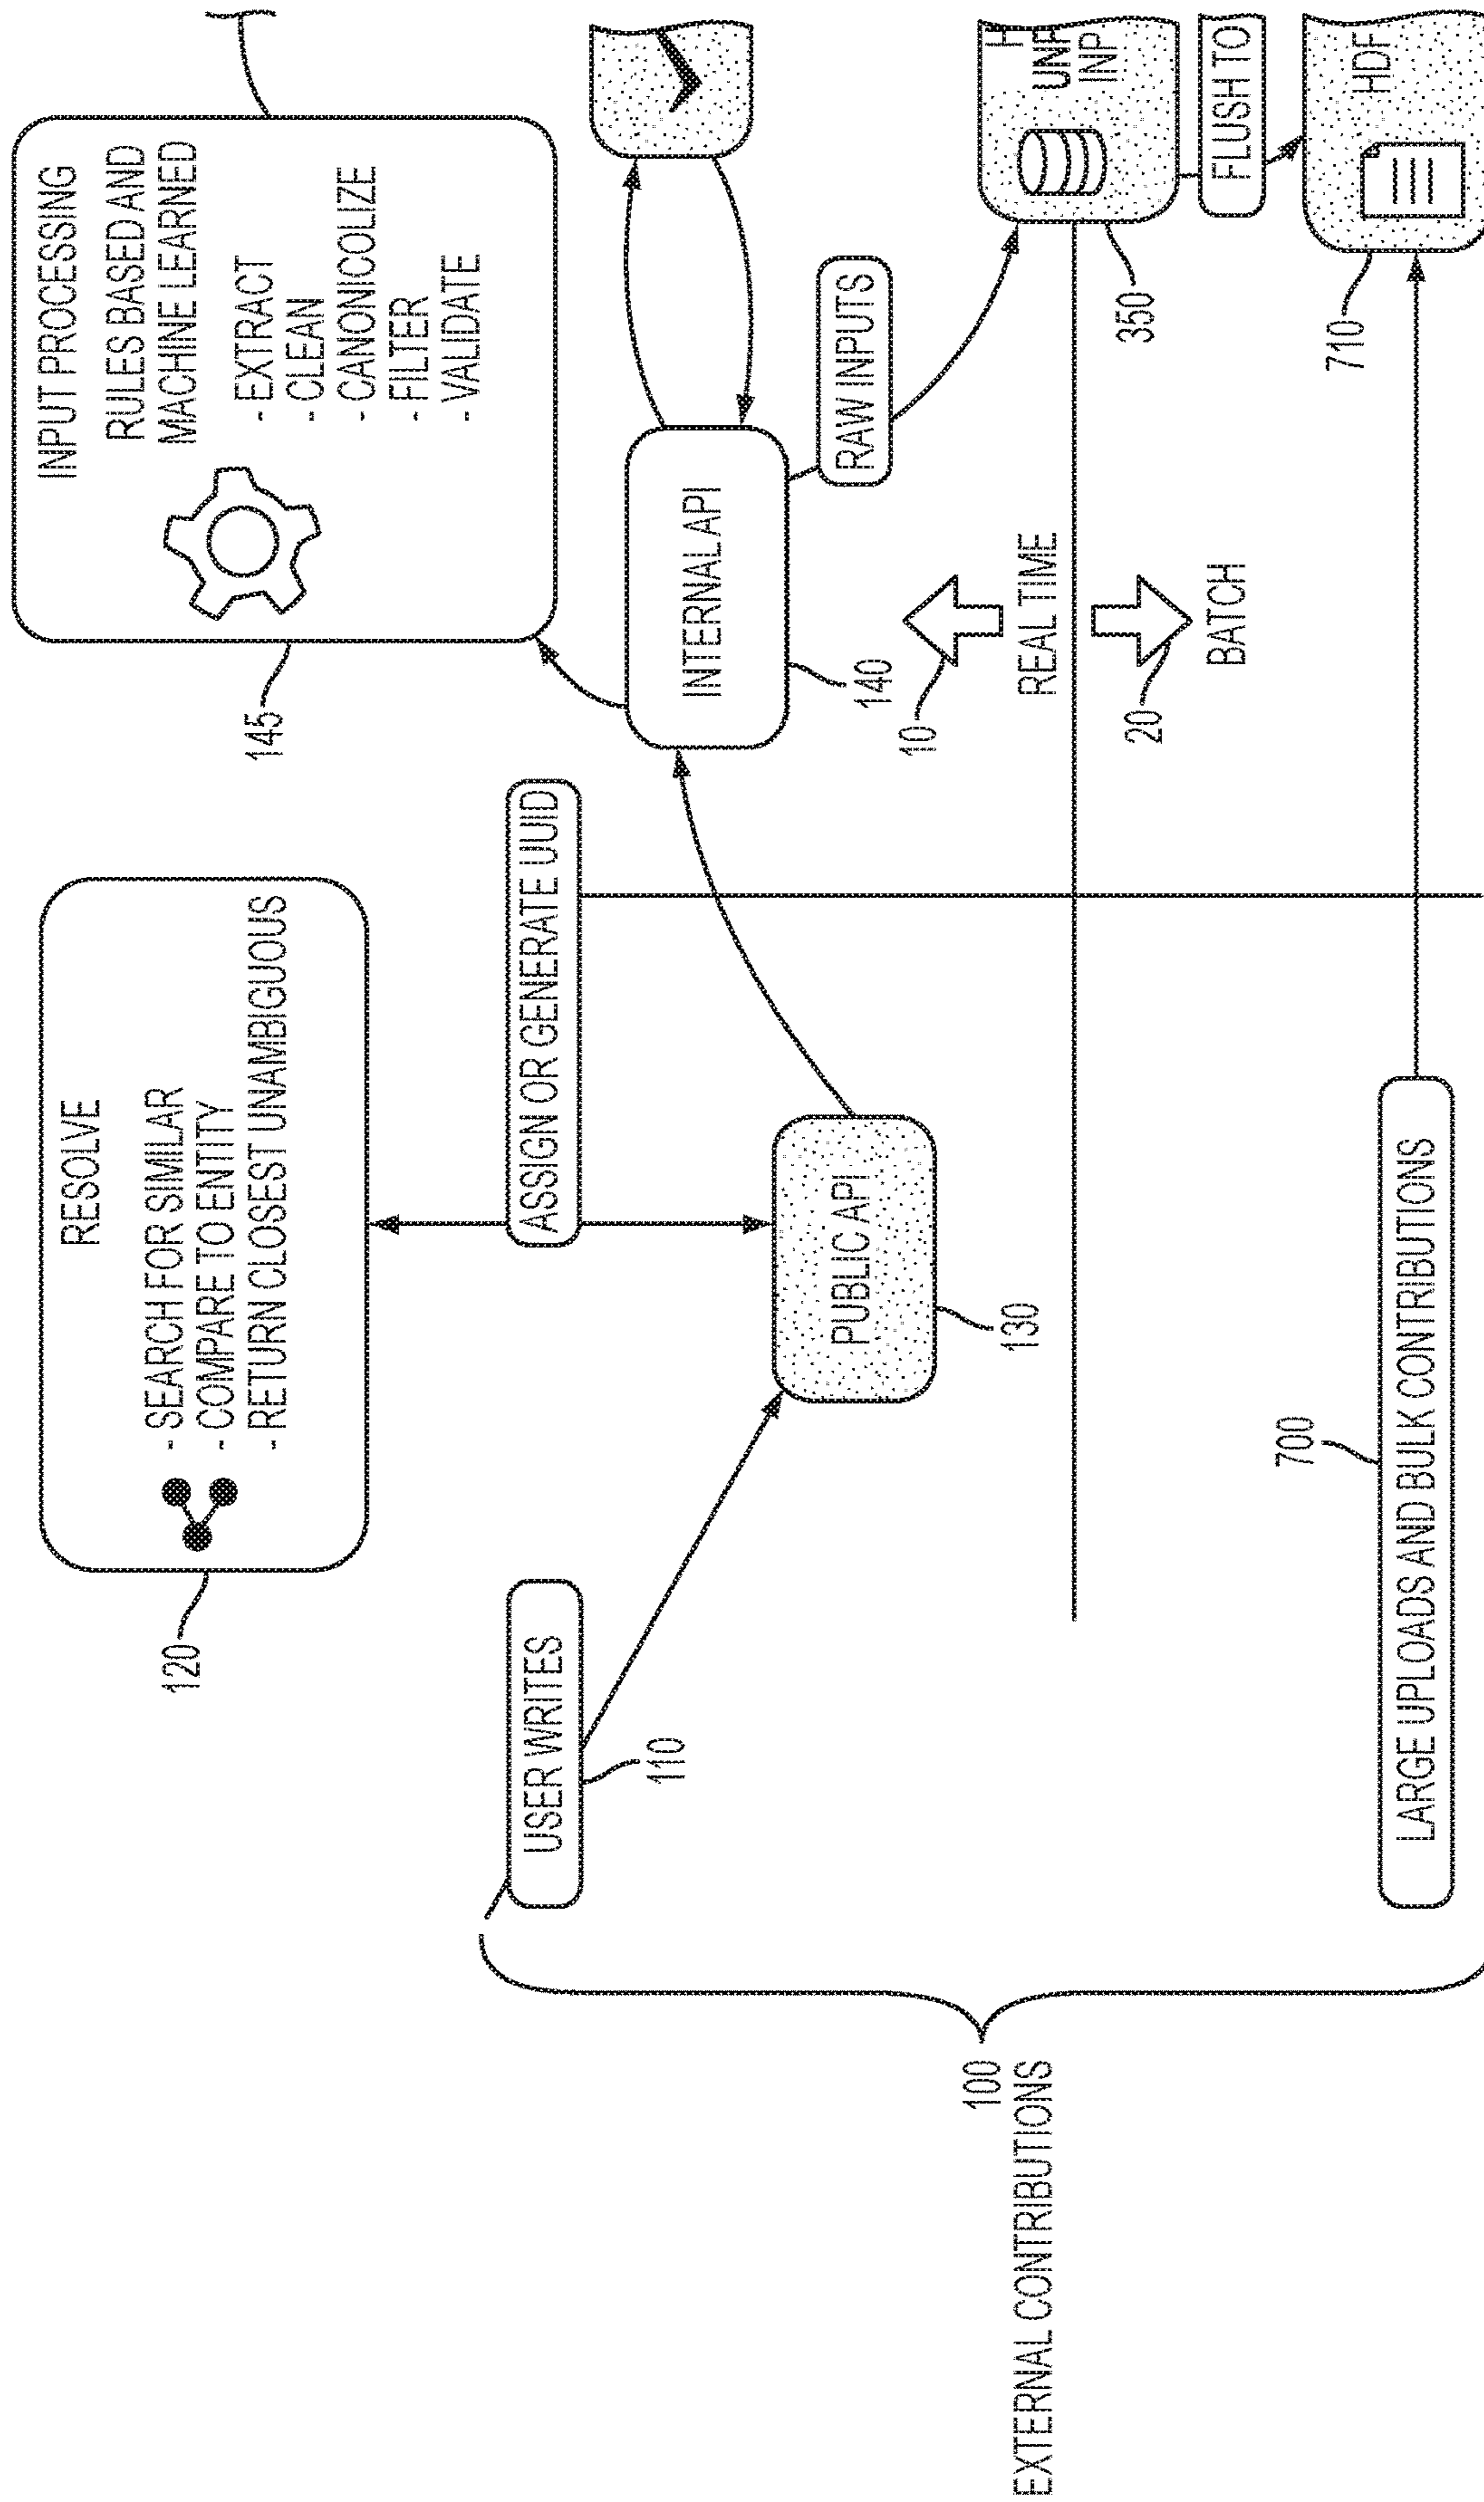 120
RESOLVE
- SEARCH FOR SIMILAR
- COMPARE TO ENTITY
- RETURN CLOSEST UNAMBIGUOUS
145
INPUT PROCESSING
RULES BASED AND
MACHINE LEARNED
- EXTRACT
- CLEAN
- CANONICOLIZE
- FILTER
- VALIDATE
USER WRITES
110
ASSIGN OR GENERATE UUID
PUBLIC API
130
INTERNAL API
140
RAW INPUTS
10
REAL TIME
20
BATCH
UNP
INP
350
FLUSH TO
HDF
710
700
LARGE UPLOADS AND BULK CONTRIBUTIONS
100
EXTERNAL CONTRIBUTIONS